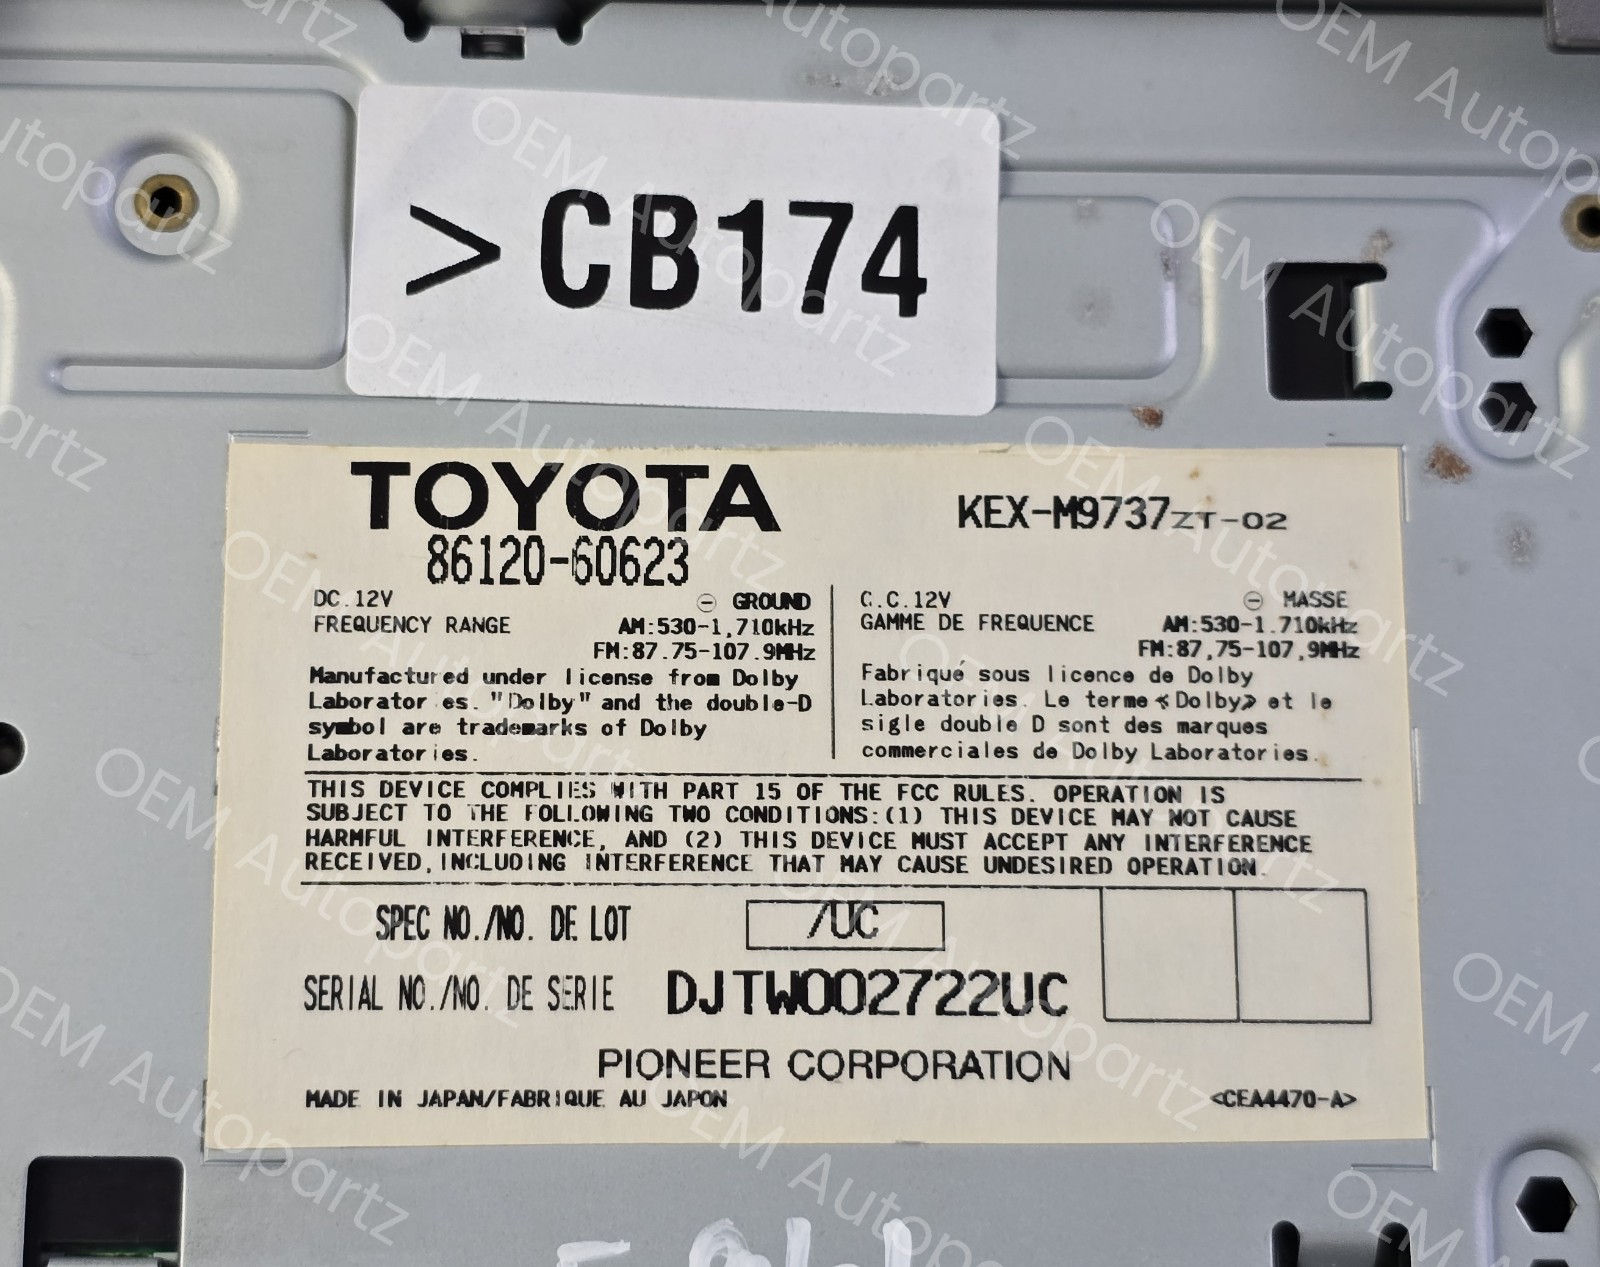 > CB174
TOYOTA
86120-60623
KEX-M9737ZT-02
DC.12V ⊖ GROUND
FREQUENCY RANGE AM:530-1,710kHz
FM:87.75-107.9MHz
Manufactured under license from Dolby
Laboratories. "Dolby" and the double-D
symbol are trademarks of Dolby
Laboratories.
C.C.12V ⊖ MASSE
GAMME DE FREQUENCE AM:530-1.710kHz
FM:87,75-107,9MHz
Fabriqué sous licence de Dolby
Laboratories. Le terme «Dolby» et le
sigle double D sont des marques
commerciales de Dolby Laboratories.
THIS DEVICE COMPLIES WITH PART 15 OF THE FCC RULES. OPERATION IS
SUBJECT TO THE FOLLOWING TWO CONDITIONS:(1) THIS DEVICE MAY NOT CAUSE
HARMFUL INTERFERENCE, AND (2) THIS DEVICE MUST ACCEPT ANY INTERFERENCE
RECEIVED, INCLUDING INTERFERENCE THAT MAY CAUSE UNDESIRED OPERATION.
SPEC NO./NO. DE LOT /UC
SERIAL NO./NO. DE SERIE DJTW002722UC
PIONEER CORPORATION
MADE IN JAPAN/FABRIQUE AU JAPON <CEA4470-A>
OEM Autopartz